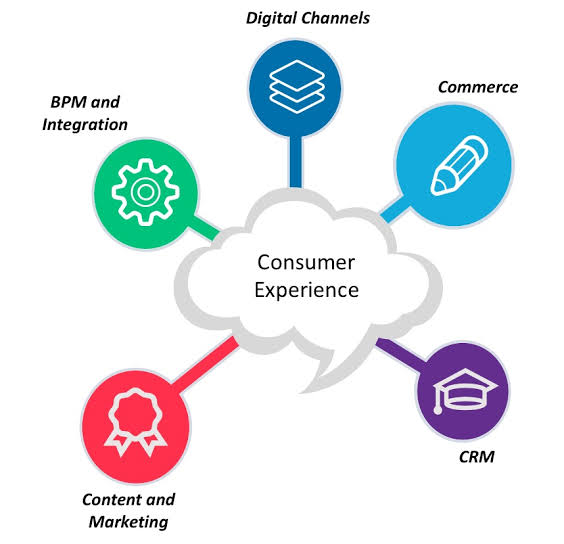 Digital Channels
Commerce
BPM and
Integration
Consumer
Experience
CRM
Content and
Marketing